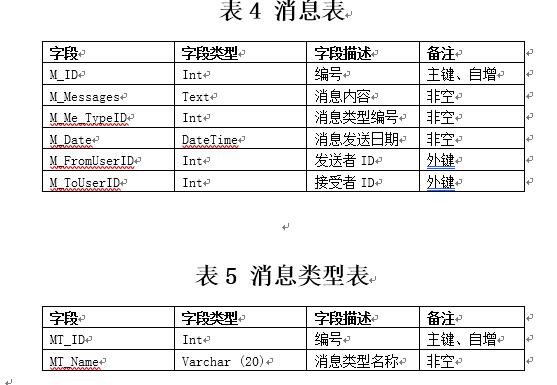 表 4 消息表
字段 字段类型 字段描述 备注
M_ID Int 编号 主键、自增
M_Messages Text 消息内容 非空
M_Me_TypeID Int 消息类型编号 非空
M_Date DateTime 消息发送日期 非空
M_FromUserID Int 发送者 ID 外键
M_ToUserID Int 接受者 ID 外键
表 5 消息类型表
字段 字段类型 字段描述 备注
MT_ID Int 编号 主键、自增
MT_Name Varchar (20) 消息类型名称 非空